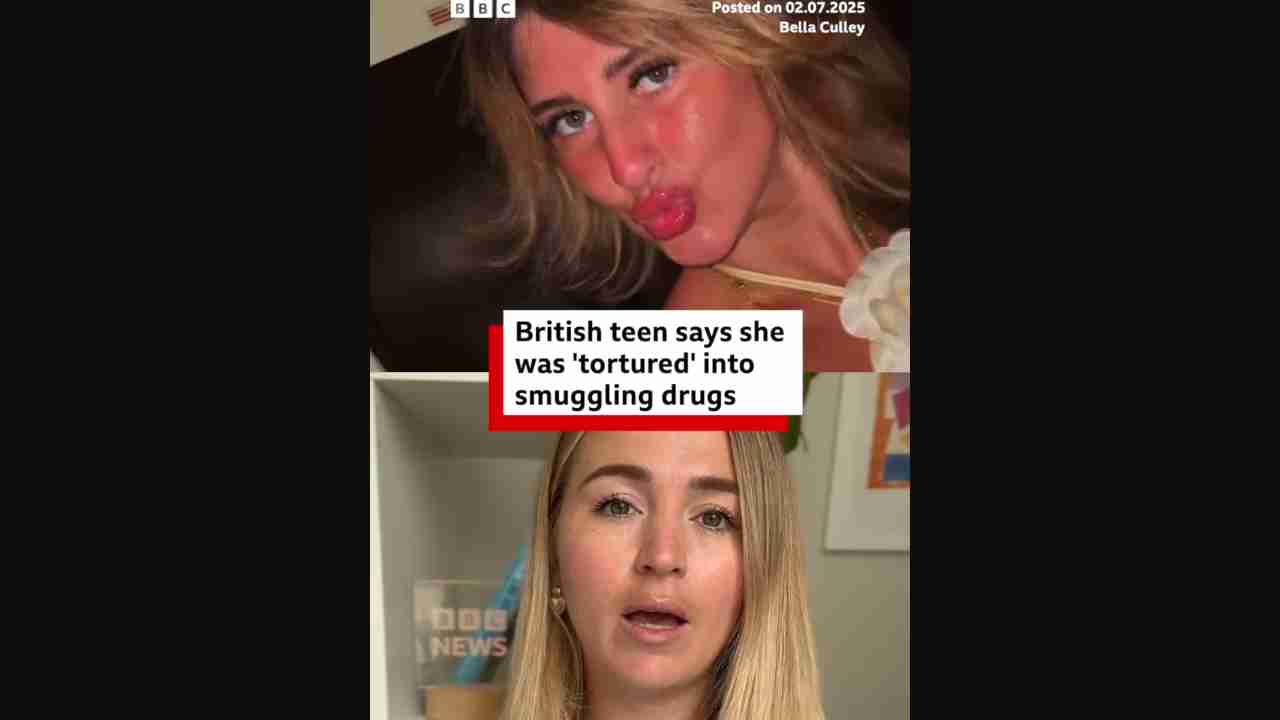 BBC
Posted on 02.07.2025
Bella Culley
British teen says she
was 'tortured' into
smuggling drugs
BBC
NEWS